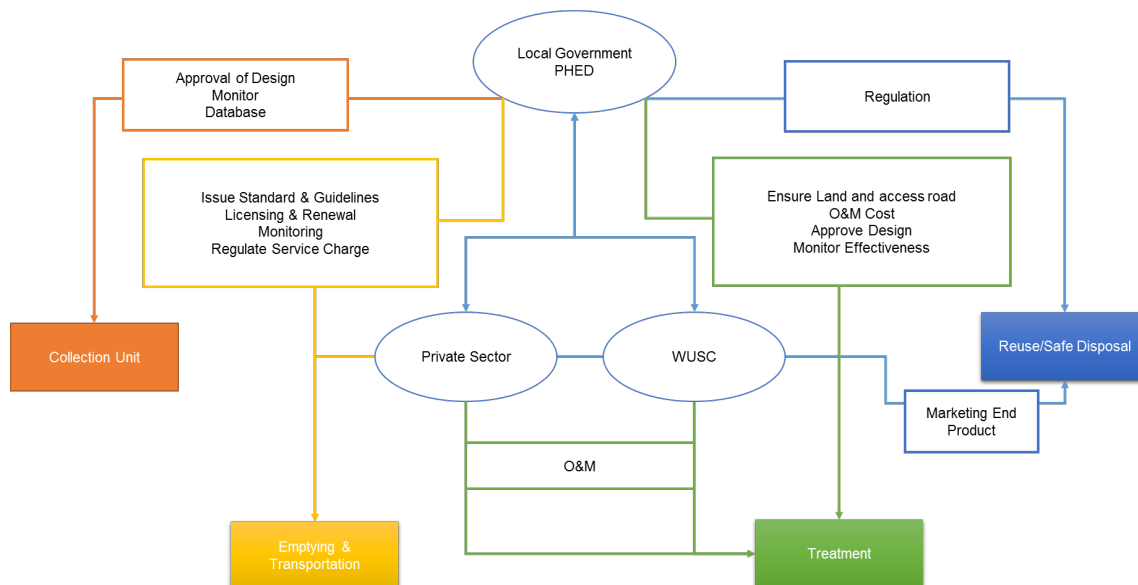 Local Government
PHED
Approval of Design
Monitor
Database
Regulation
Issue Standard & Guidelines
Licensing & Renewal
Monitoring
Regulate Service Charge
Ensure Land and access road
O&M Cost
Approve Design
Monitor Effectiveness
Collection Unit
Private Sector
WUSC
Reuse/Safe Disposal
Marketing End
Product
O&M
Emptying &
Transportation
Treatment